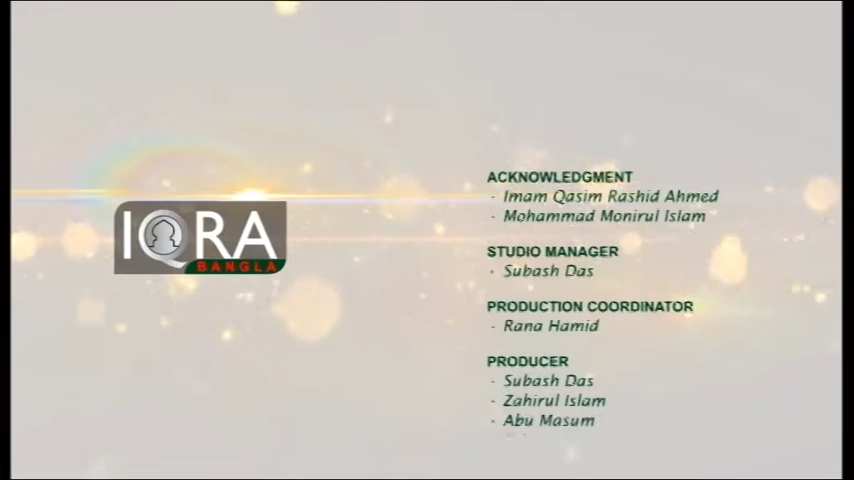 IQRA
BANGLA
ACKNOWLEDGMENT
- Imam Qasim Rashid Ahmed
- Mohammad Monirul Islam
STUDIO MANAGER
- Subash Das
PRODUCTION COORDINATOR
- Rana Hamid
PRODUCER
- Subash Das
- Zahirul Islam
- Abu Masum